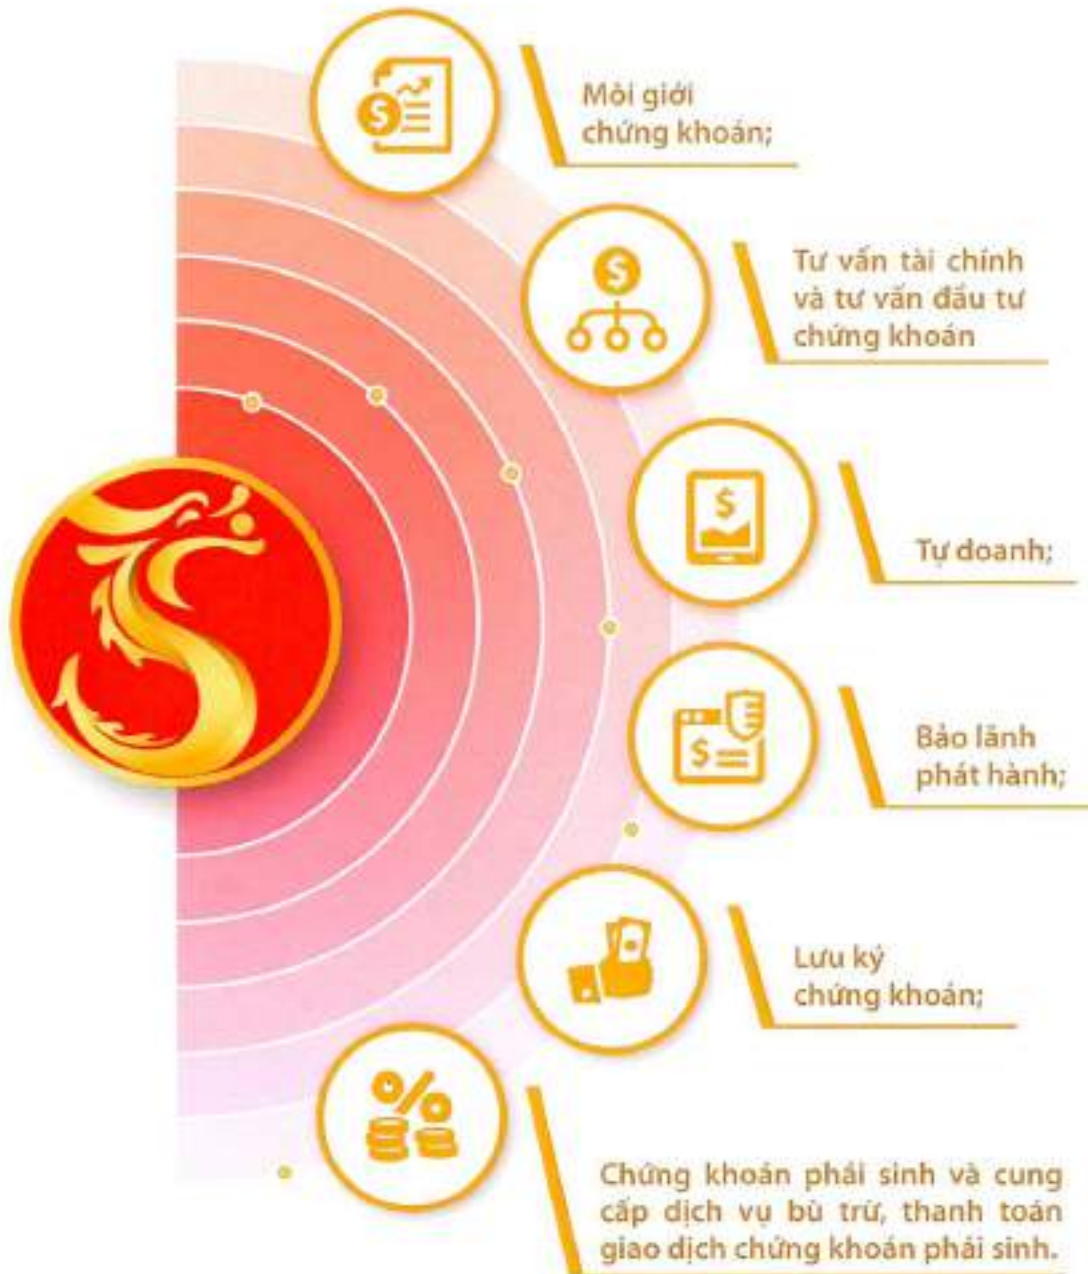 Môi giới
chứng khoán;
Tư vấn tài chính
và tư vấn đầu tư
chứng khoán
Tự doanh;
Bảo lãnh
phát hành;
Lưu ký
chứng khoán;
Chứng khoán phái sinh và cung
cấp dịch vụ bù trừ, thanh toán
giao dịch chứng khoán phái sinh.